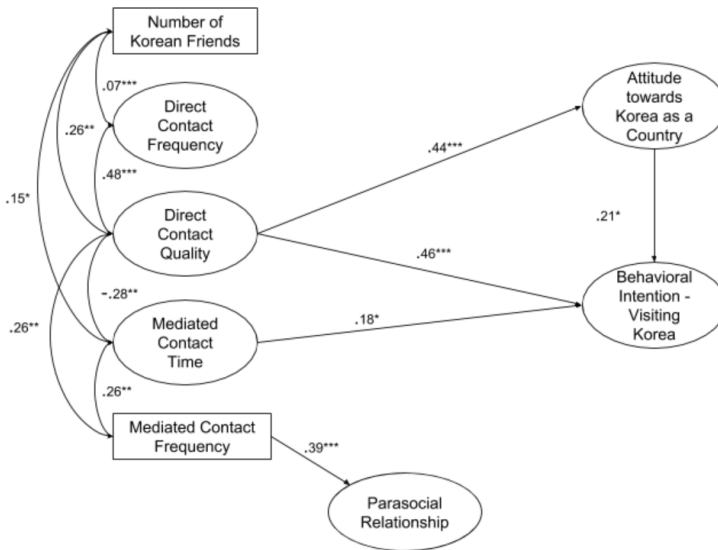 Number of
Korean Friends
.07***
Direct
Contact
Frequency
.26**
.48***
.15*
Direct
Contact
Quality
-.28**
.26**
Mediated
Contact
Time
.26**
Mediated Contact
Frequency
.39***
Parasocial
Relationship
.44***
.46***
.18*
Attitude
towards
Korea as a
Country
.21*
Behavioral
Intention -
Visiting
Korea